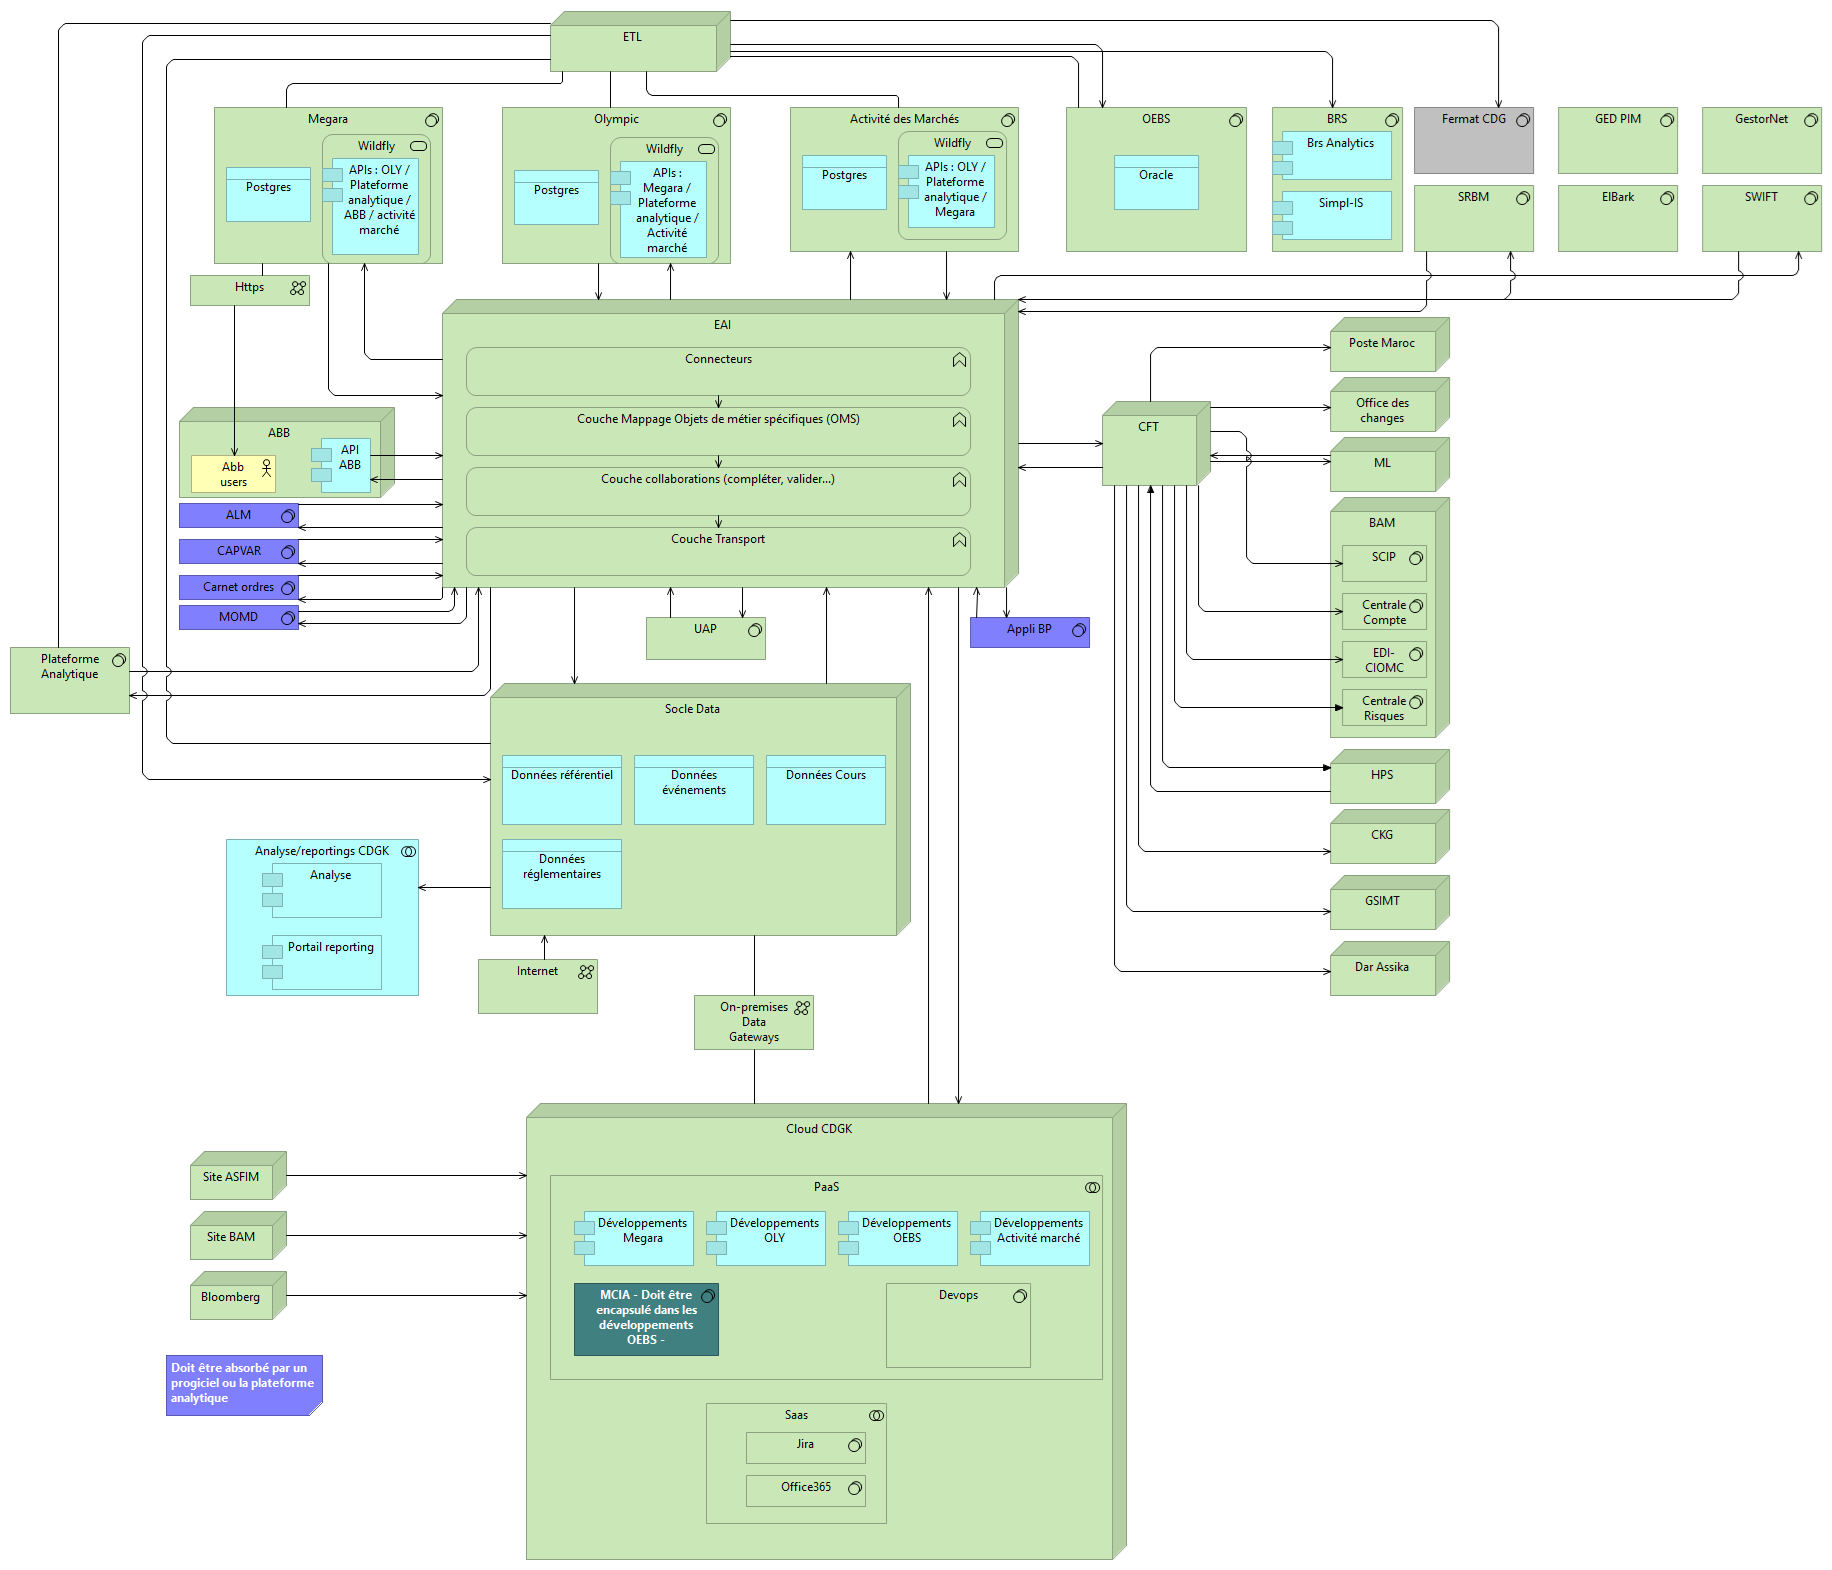 ETL
Megara
Wildfly
Postgres
APIs : OLY /
Plateforme
analytique /
ABB / activité
marché
Olympic
Wildfly
Postgres
APIs :
Megara /
Plateforme
analytique /
Activité
marché
Activité des Marchés
Wildfly
Postgres
APIs : OLY /
Plateforme
analytique /
Megara
OEBS
Oracle
BRS
Brs Analytics
Simpl-IS
Fermat CDG
GED PIM
GestorNet
SRBM
ElBark
SWIFT
Https
EAI
Connecteurs
Couche Mappage Objets de métier spécifiques (OMS)
Couche collaborations (compléter, valider...)
Couche Transport
ABB
Abb
users
API
ABB
ALM
CAPVAR
Carnet ordres
MOMD
Plateforme
Analytique
UAP
Appli BP
CFT
Poste Maroc
Office des
changes
ML
BAM
SCIP
Centrale
Compte
EDI-
CIOMC
Centrale
Risques
HPS
CKG
GSIMT
Dar Assika
Socle Data
Données référentiel
Données
événements
Données Cours
Données
réglementaires
Analyse/reportings CDGK
Analyse
Portail reporting
Internet
On-premises
Data
Gateways
Cloud CDGK
PaaS
Développements
Megara
Développements
OLY
Développements
OEBS
Développements
Activité marché
MCIA - Doit être
encapsulé dans les
développements
OEBS -
Devops
Saas
Jira
Office365
Site ASFIM
Site BAM
Bloomberg
Doit être absorbé par un
progiciel ou la plateforme
analytique